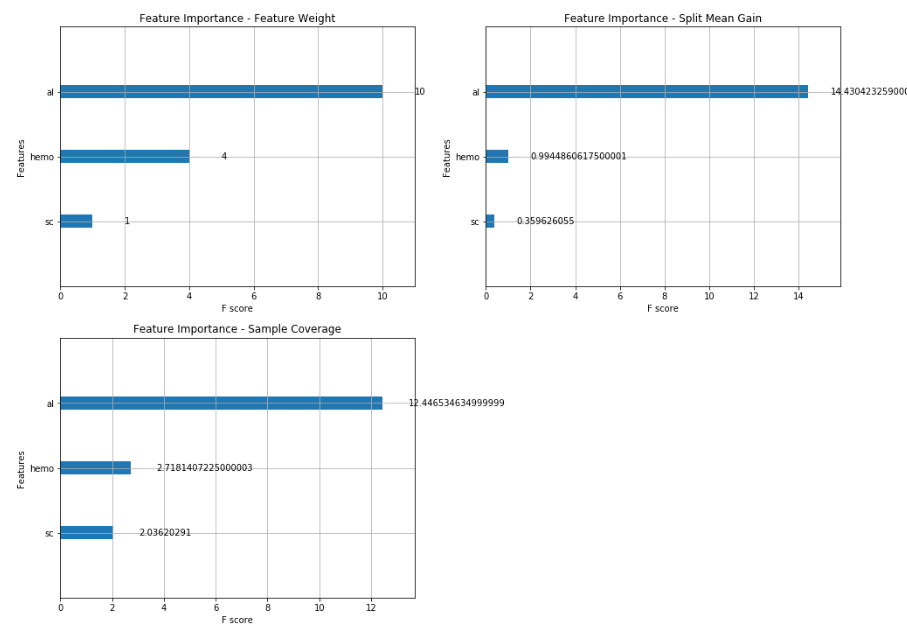 Feature Importance - Feature Weight
Features
al
10
hemo
4
sc
1
0 2 4 6 8 10
F score
Feature Importance - Split Mean Gain
Features
al
14.430423259000
hemo
0.9944860617500001
sc
0.359626055
0 2 4 6 8 10 12 14
F score
Feature Importance - Sample Coverage
Features
al
12.446534634999999
hemo
2.7181407225000003
sc
2.03620291
0 2 4 6 8 10 12
F score